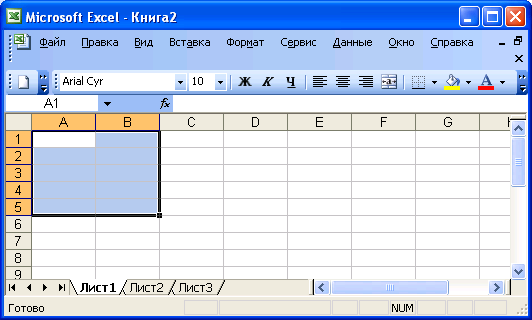 Microsoft Excel - Книга2
Файл Правка Вид Вставка Формат Сервис Данные Окно Справка
Arial Cyr 10 Ж К Ч
A1 fx
A B C D E F G H
1
2
3
4
5
6
7
8
9
Лист1 Лист2 Лист3
Готово NUM